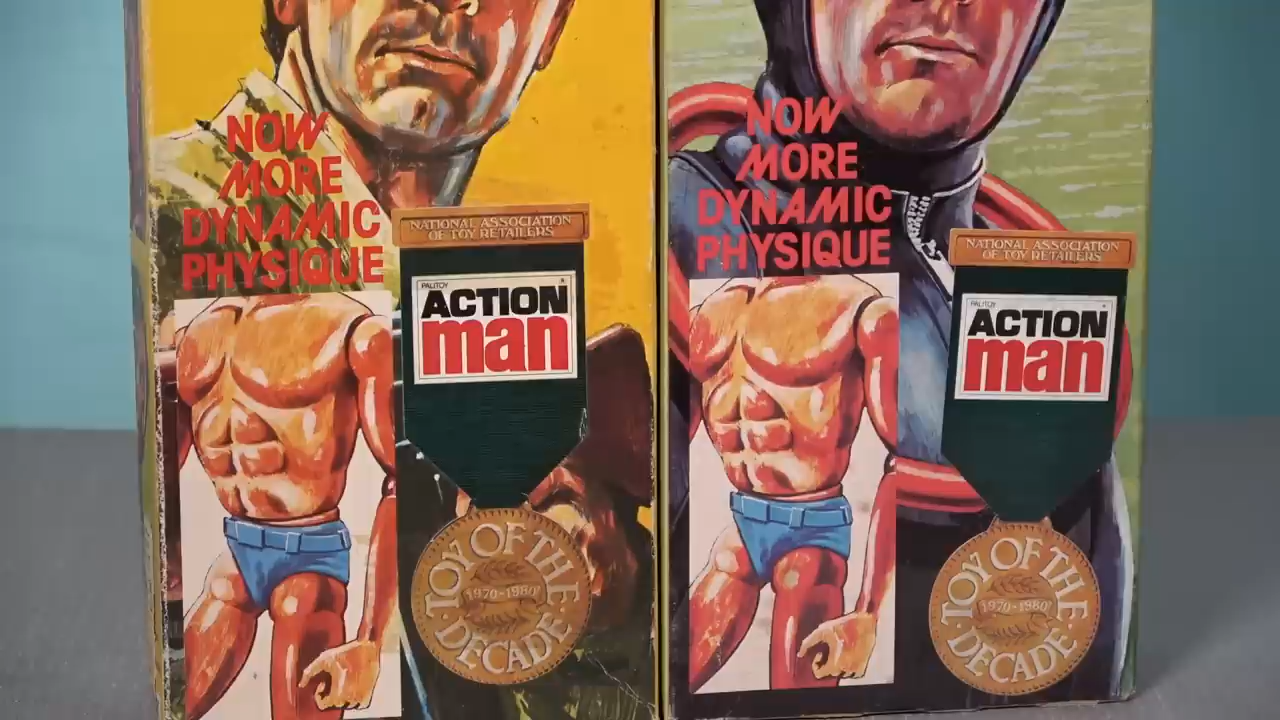 NOW
MORE
DYNAMIC
PHYSIQUE
NATIONAL ASSOCIATION
OF TOY RETAILERS
PALITOY
ACTION
man
TOY OF THE
1970-1980
DECADE
NOW
MORE
DYNAMIC
PHYSIQUE
NATIONAL ASSOCIATION
OF TOY RETAILERS
PALITOY
ACTION
man
TOY OF THE
1970-1980
DECADE